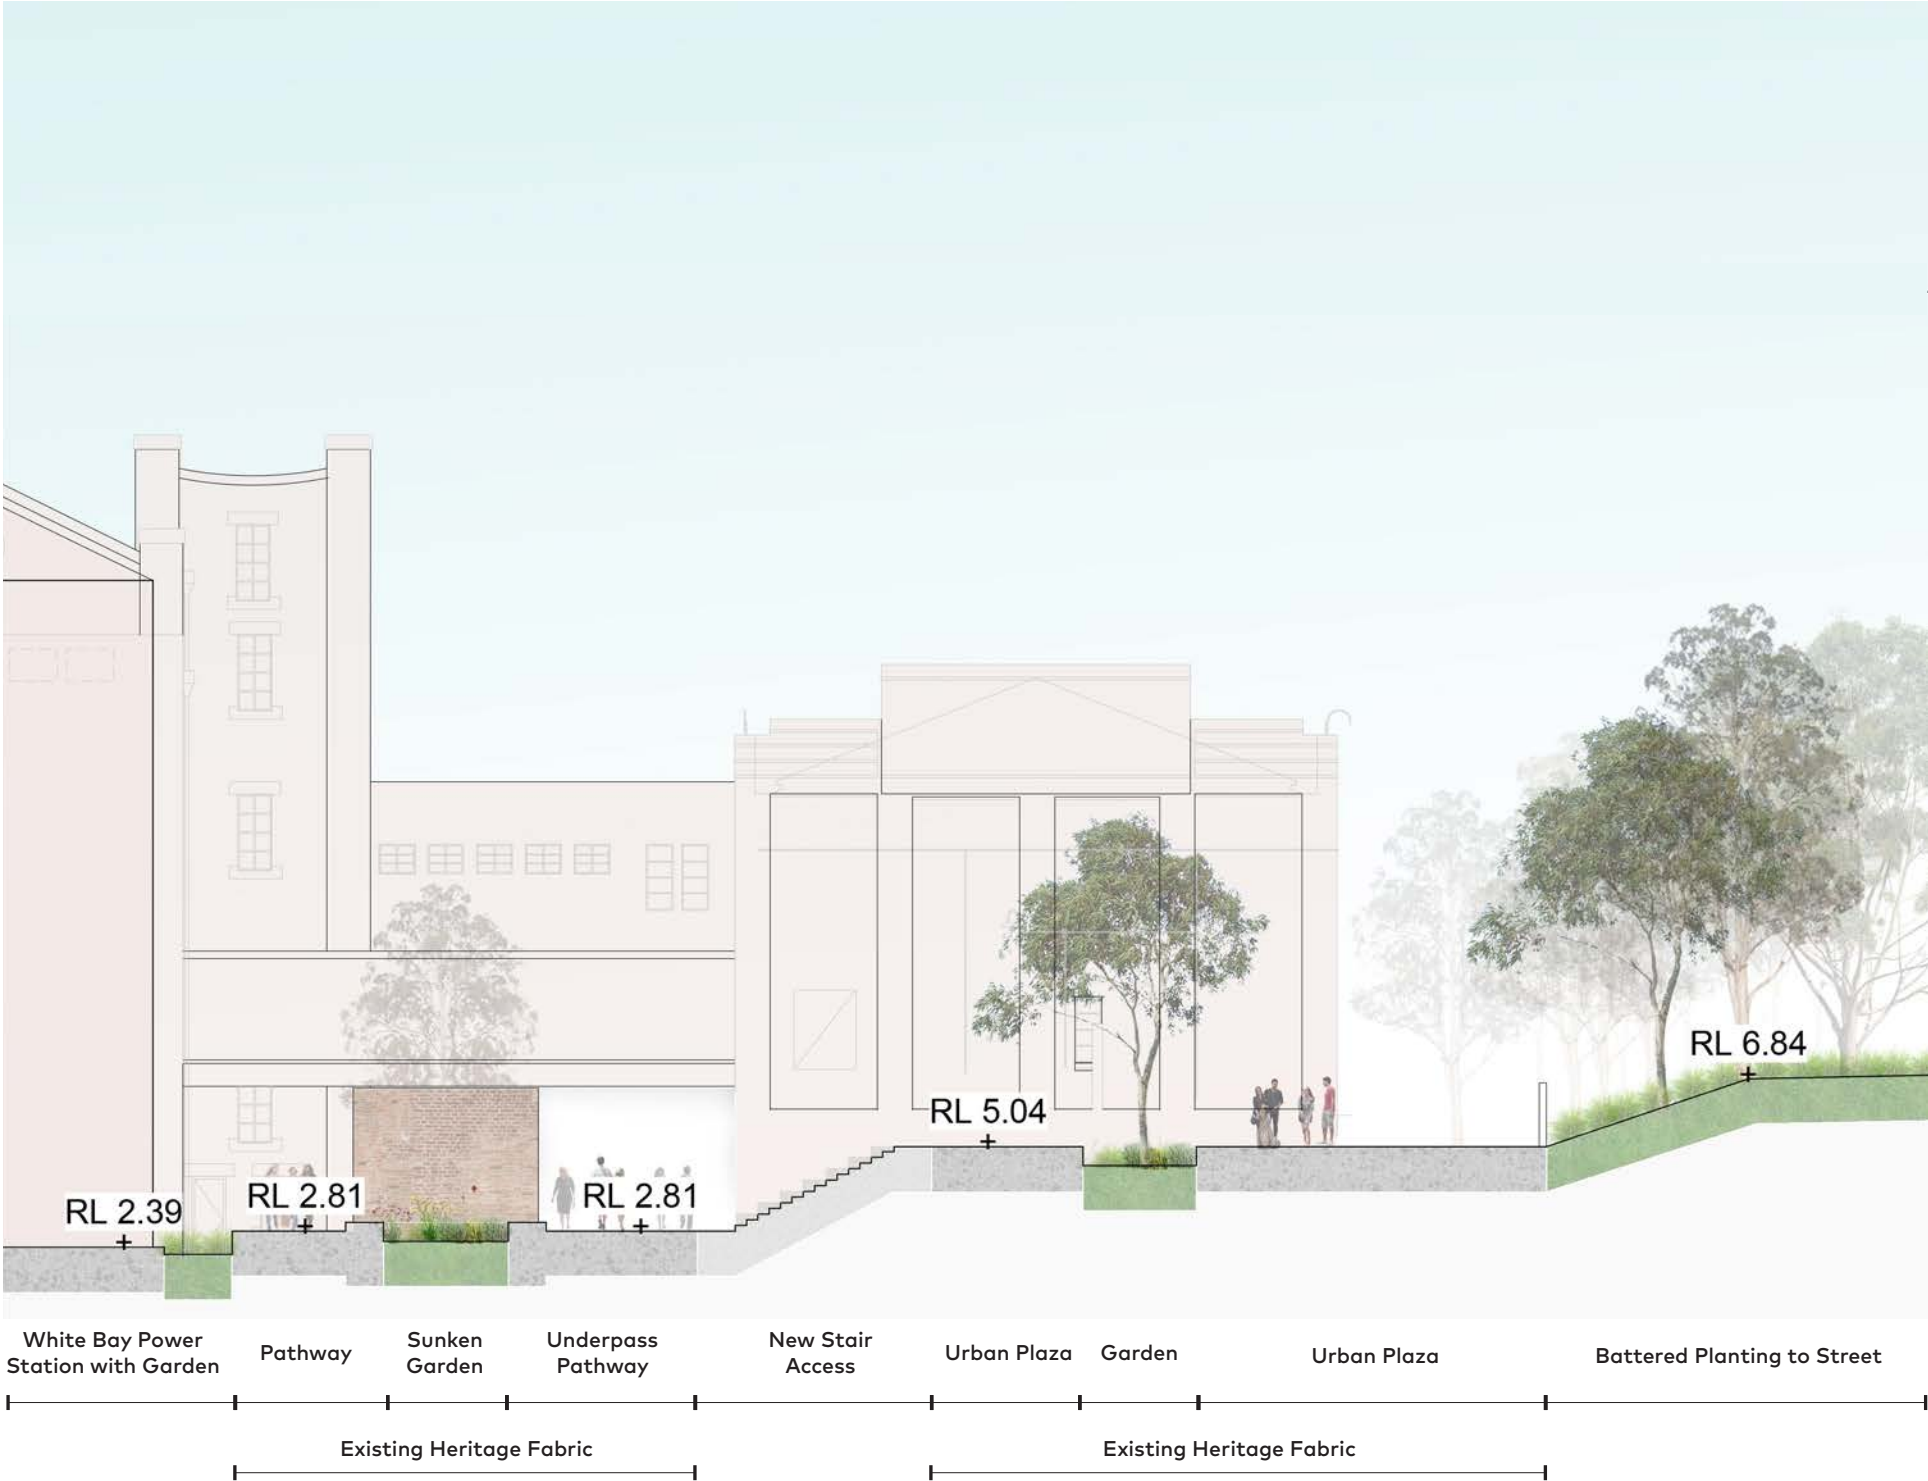 RL 6.84
RL 5.04
RL 2.39
RL 2.81
RL 2.81
White Bay Power
Station with Garden
Pathway
Sunken
Garden
Underpass
Pathway
New Stair
Access
Urban Plaza
Garden
Urban Plaza
Battered Planting to Street
Existing Heritage Fabric
Existing Heritage Fabric